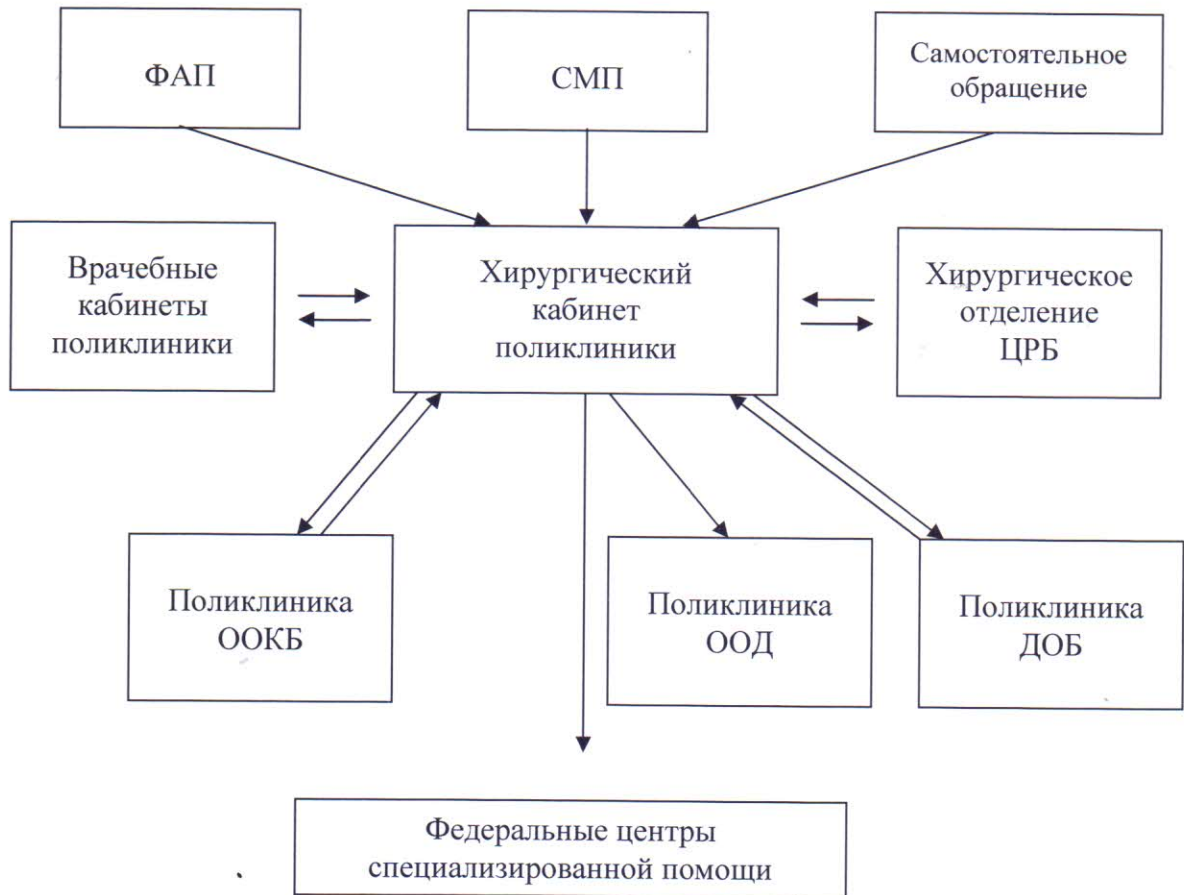 ФАП
СМП
Самостоятельное
обращение
Врачебные
кабинеты
поликлиники
Хирургический
кабинет
поликлиники
Хирургическое
отделение
ЦРБ
Поликлиника
ООКБ
Поликлиника
ООД
Поликлиника
ДОБ
Федеральные центры
специализированной помощи